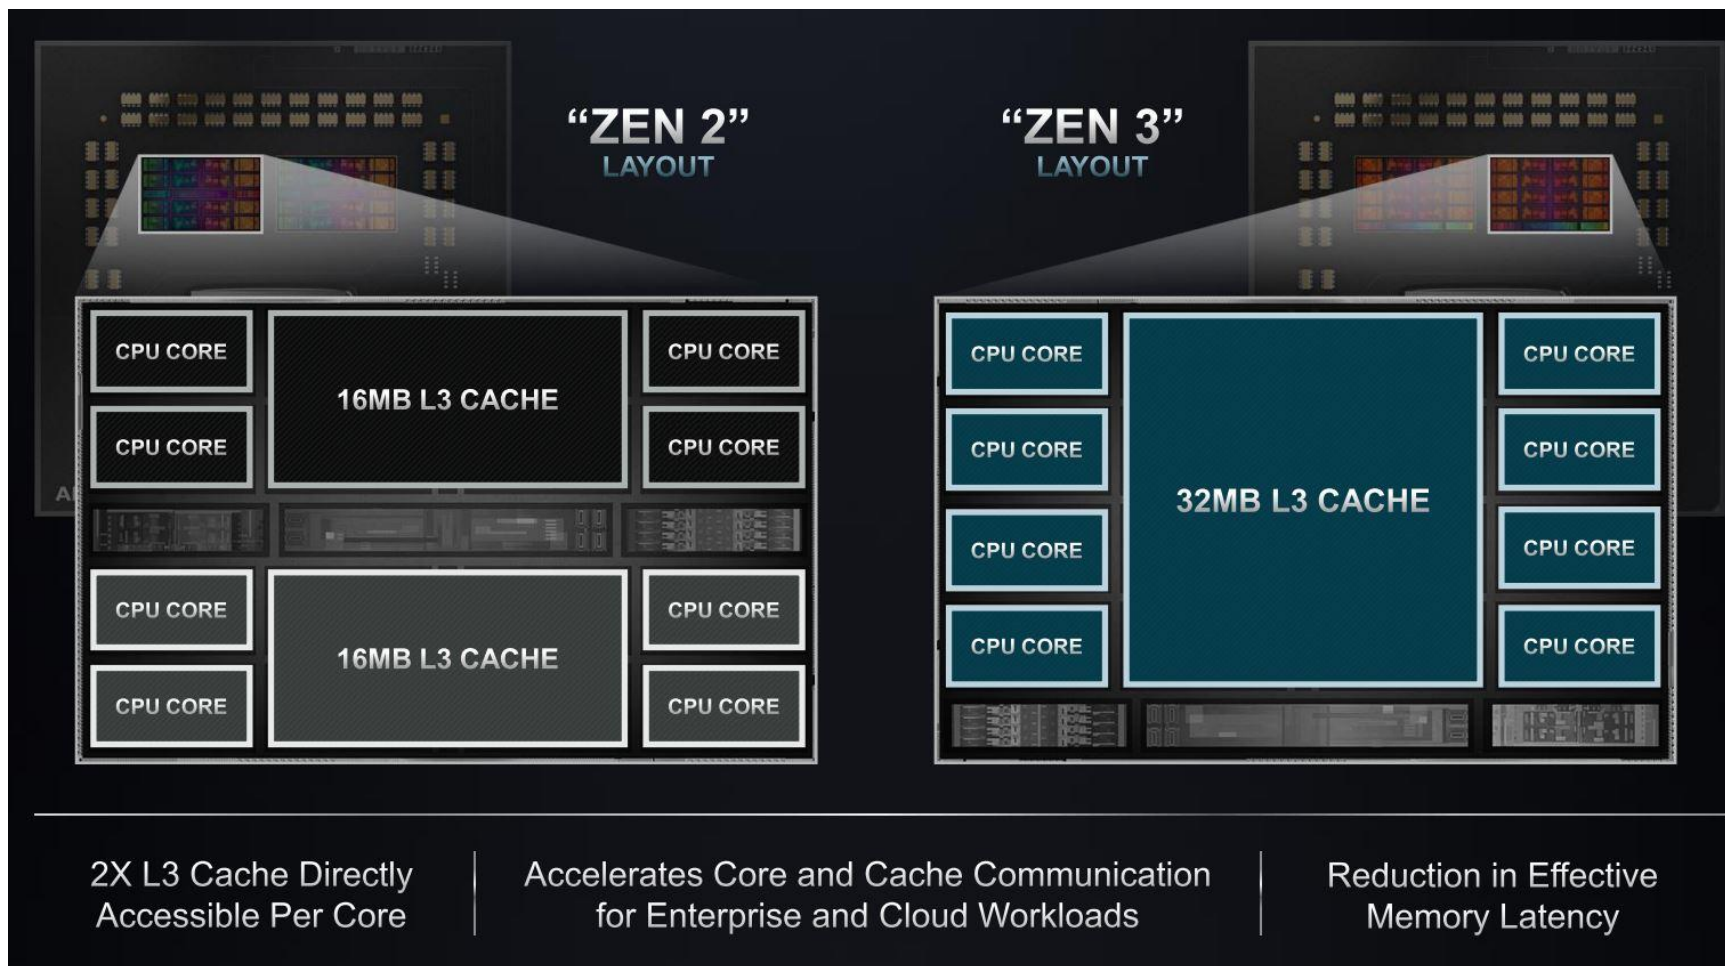 “ZEN 2”
LAYOUT
“ZEN 3”
LAYOUT
CPU CORE
16MB L3 CACHE
CPU CORE
CPU CORE
CPU CORE
CPU CORE
16MB L3 CACHE
CPU CORE
CPU CORE
CPU CORE
CPU CORE
32MB L3 CACHE
CPU CORE
CPU CORE
CPU CORE
CPU CORE
CPU CORE
CPU CORE
CPU CORE
2X L3 Cache Directly
Accessible Per Core
Accelerates Core and Cache Communication
for Enterprise and Cloud Workloads
Reduction in Effective
Memory Latency